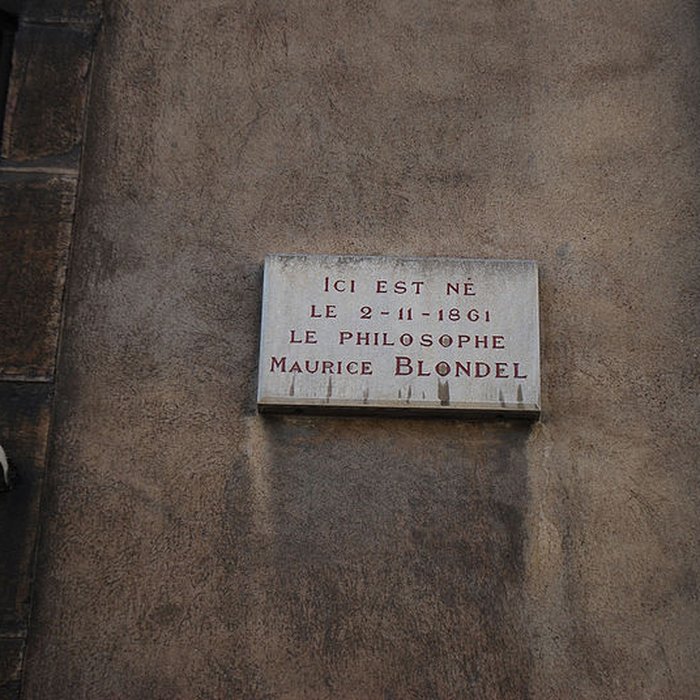 Ici est né
le 2-11-1861
le philosophe
Maurice Blondel